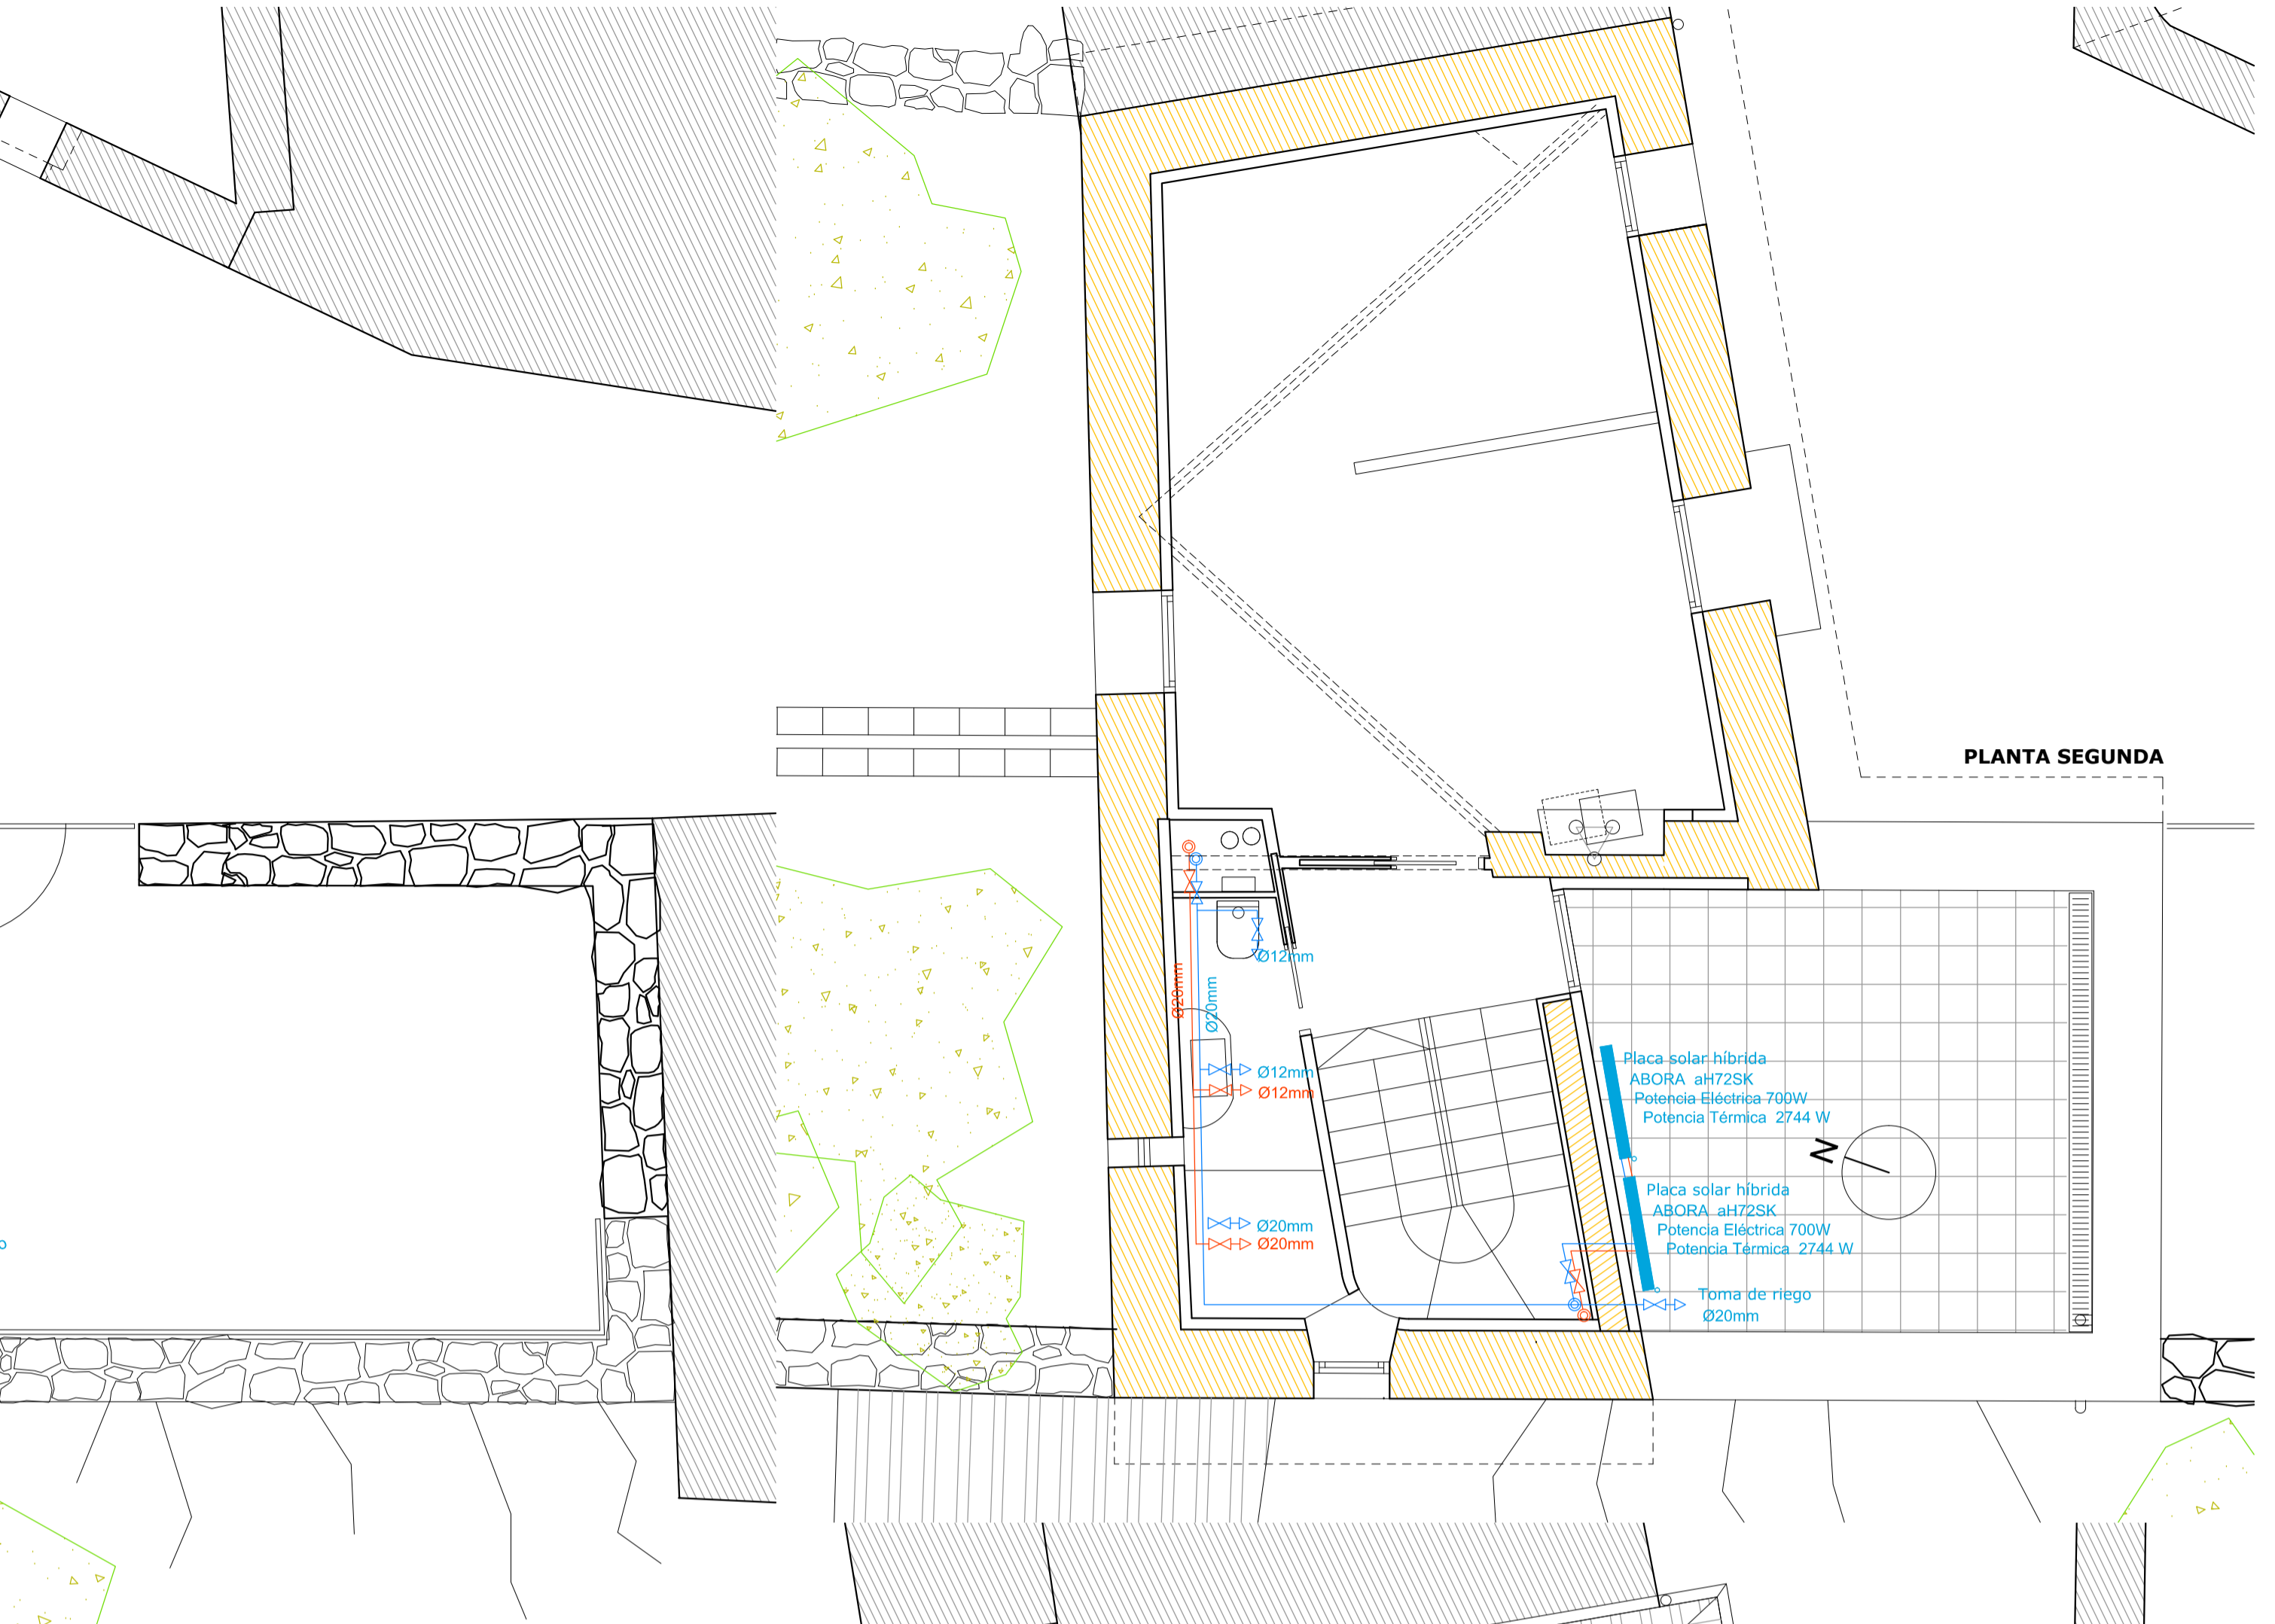 PLANTA SEGUNDA
Ø12mm
Ø20mm
Ø20mm
Ø12mm
Ø12mm
Ø20mm
Ø20mm
Placa solar híbrida
ABORA aH72SK
Potencia Eléctrica 700W
Potencia Térmica 2744 W
N
Placa solar híbrida
ABORA aH72SK
Potencia Eléctrica 700W
Potencia Térmica 2744 W
Toma de riego
Ø20mm
o